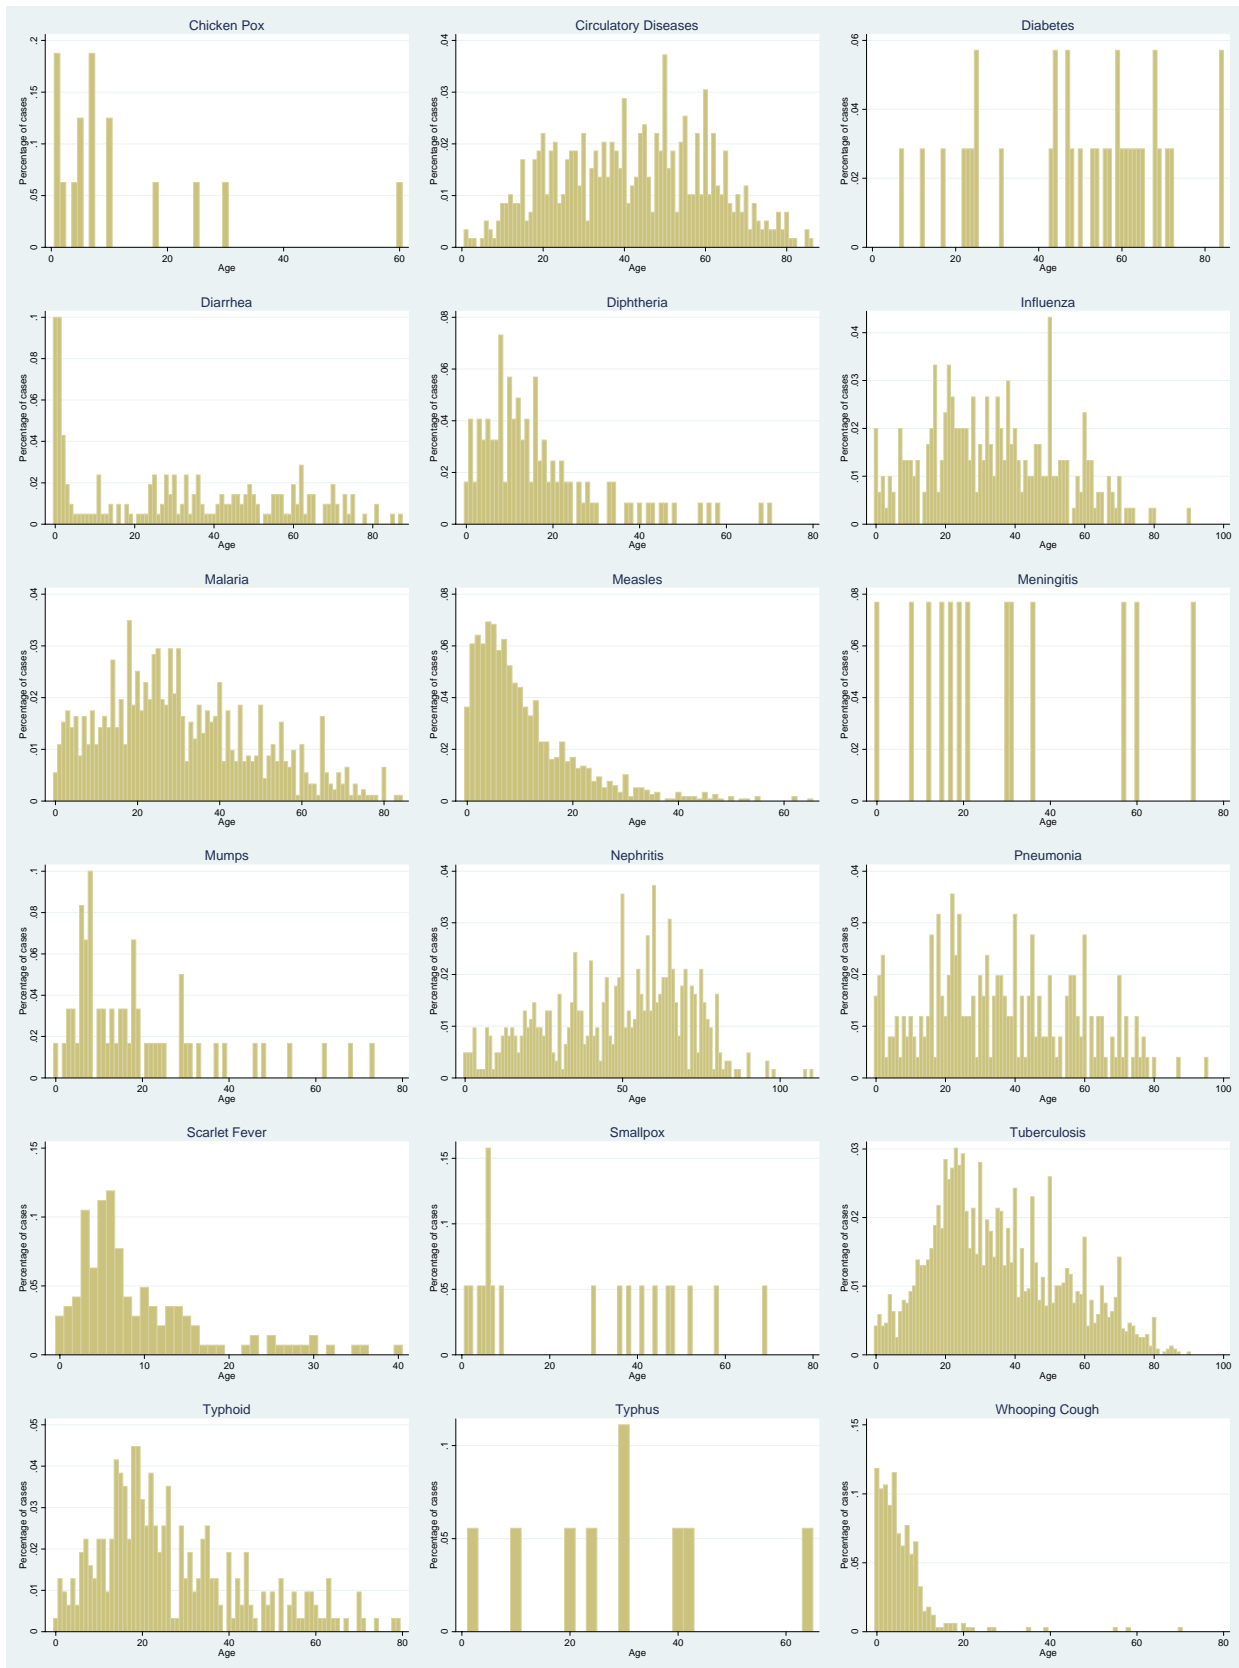 Chicken Pox
Percentage of cases
0 .05 .1 .15 .2
0 20 40 60
Age
Circulatory Diseases
Percentage of cases
0 .01 .02 .03 .04
0 20 40 60 80
Age
Diabetes
Percentage of cases
0 .02 .04 .06
0 20 40 60 80
Age
Diarrhea
Percentage of cases
0 .02 .04 .06 .08 .1
0 20 40 60 80
Age
Diphtheria
Percentage of cases
0 .02 .04 .06 .08
0 20 40 60 80
Age
Influenza
Percentage of cases
0 .01 .02 .03 .04
0 20 40 60 80 100
Age
Malaria
Percentage of cases
0 .01 .02 .03 .04
0 20 40 60 80
Age
Measles
Percentage of cases
0 .02 .04 .06 .08
0 20 40 60
Age
Meningitis
Percentage of cases
0 .02 .04 .06 .08
0 20 40 60 80
Age
Mumps
Percentage of cases
0 .02 .04 .06 .08 .1
0 20 40 60 80
Age
Nephritis
Percentage of cases
0 .01 .02 .03 .04
0 50 100
Age
Pneumonia
Percentage of cases
0 .01 .02 .03 .04
0 20 40 60 80 100
Age
Scarlet Fever
Percentage of cases
0 .05 .1 .15
0 10 20 30 40
Age
Smallpox
Percentage of cases
0 .05 .1 .15
0 20 40 60 80
Age
Tuberculosis
Percentage of cases
0 .01 .02 .03
0 20 40 60 80 100
Age
Typhoid
Percentage of cases
0 .01 .02 .03 .04 .05
0 20 40 60 80
Age
Typhus
Percentage of cases
0 .05 .1
0 20 40 60
Age
Whooping Cough
Percentage of cases
0 .05 .1 .15
0 20 40 60 80
Age